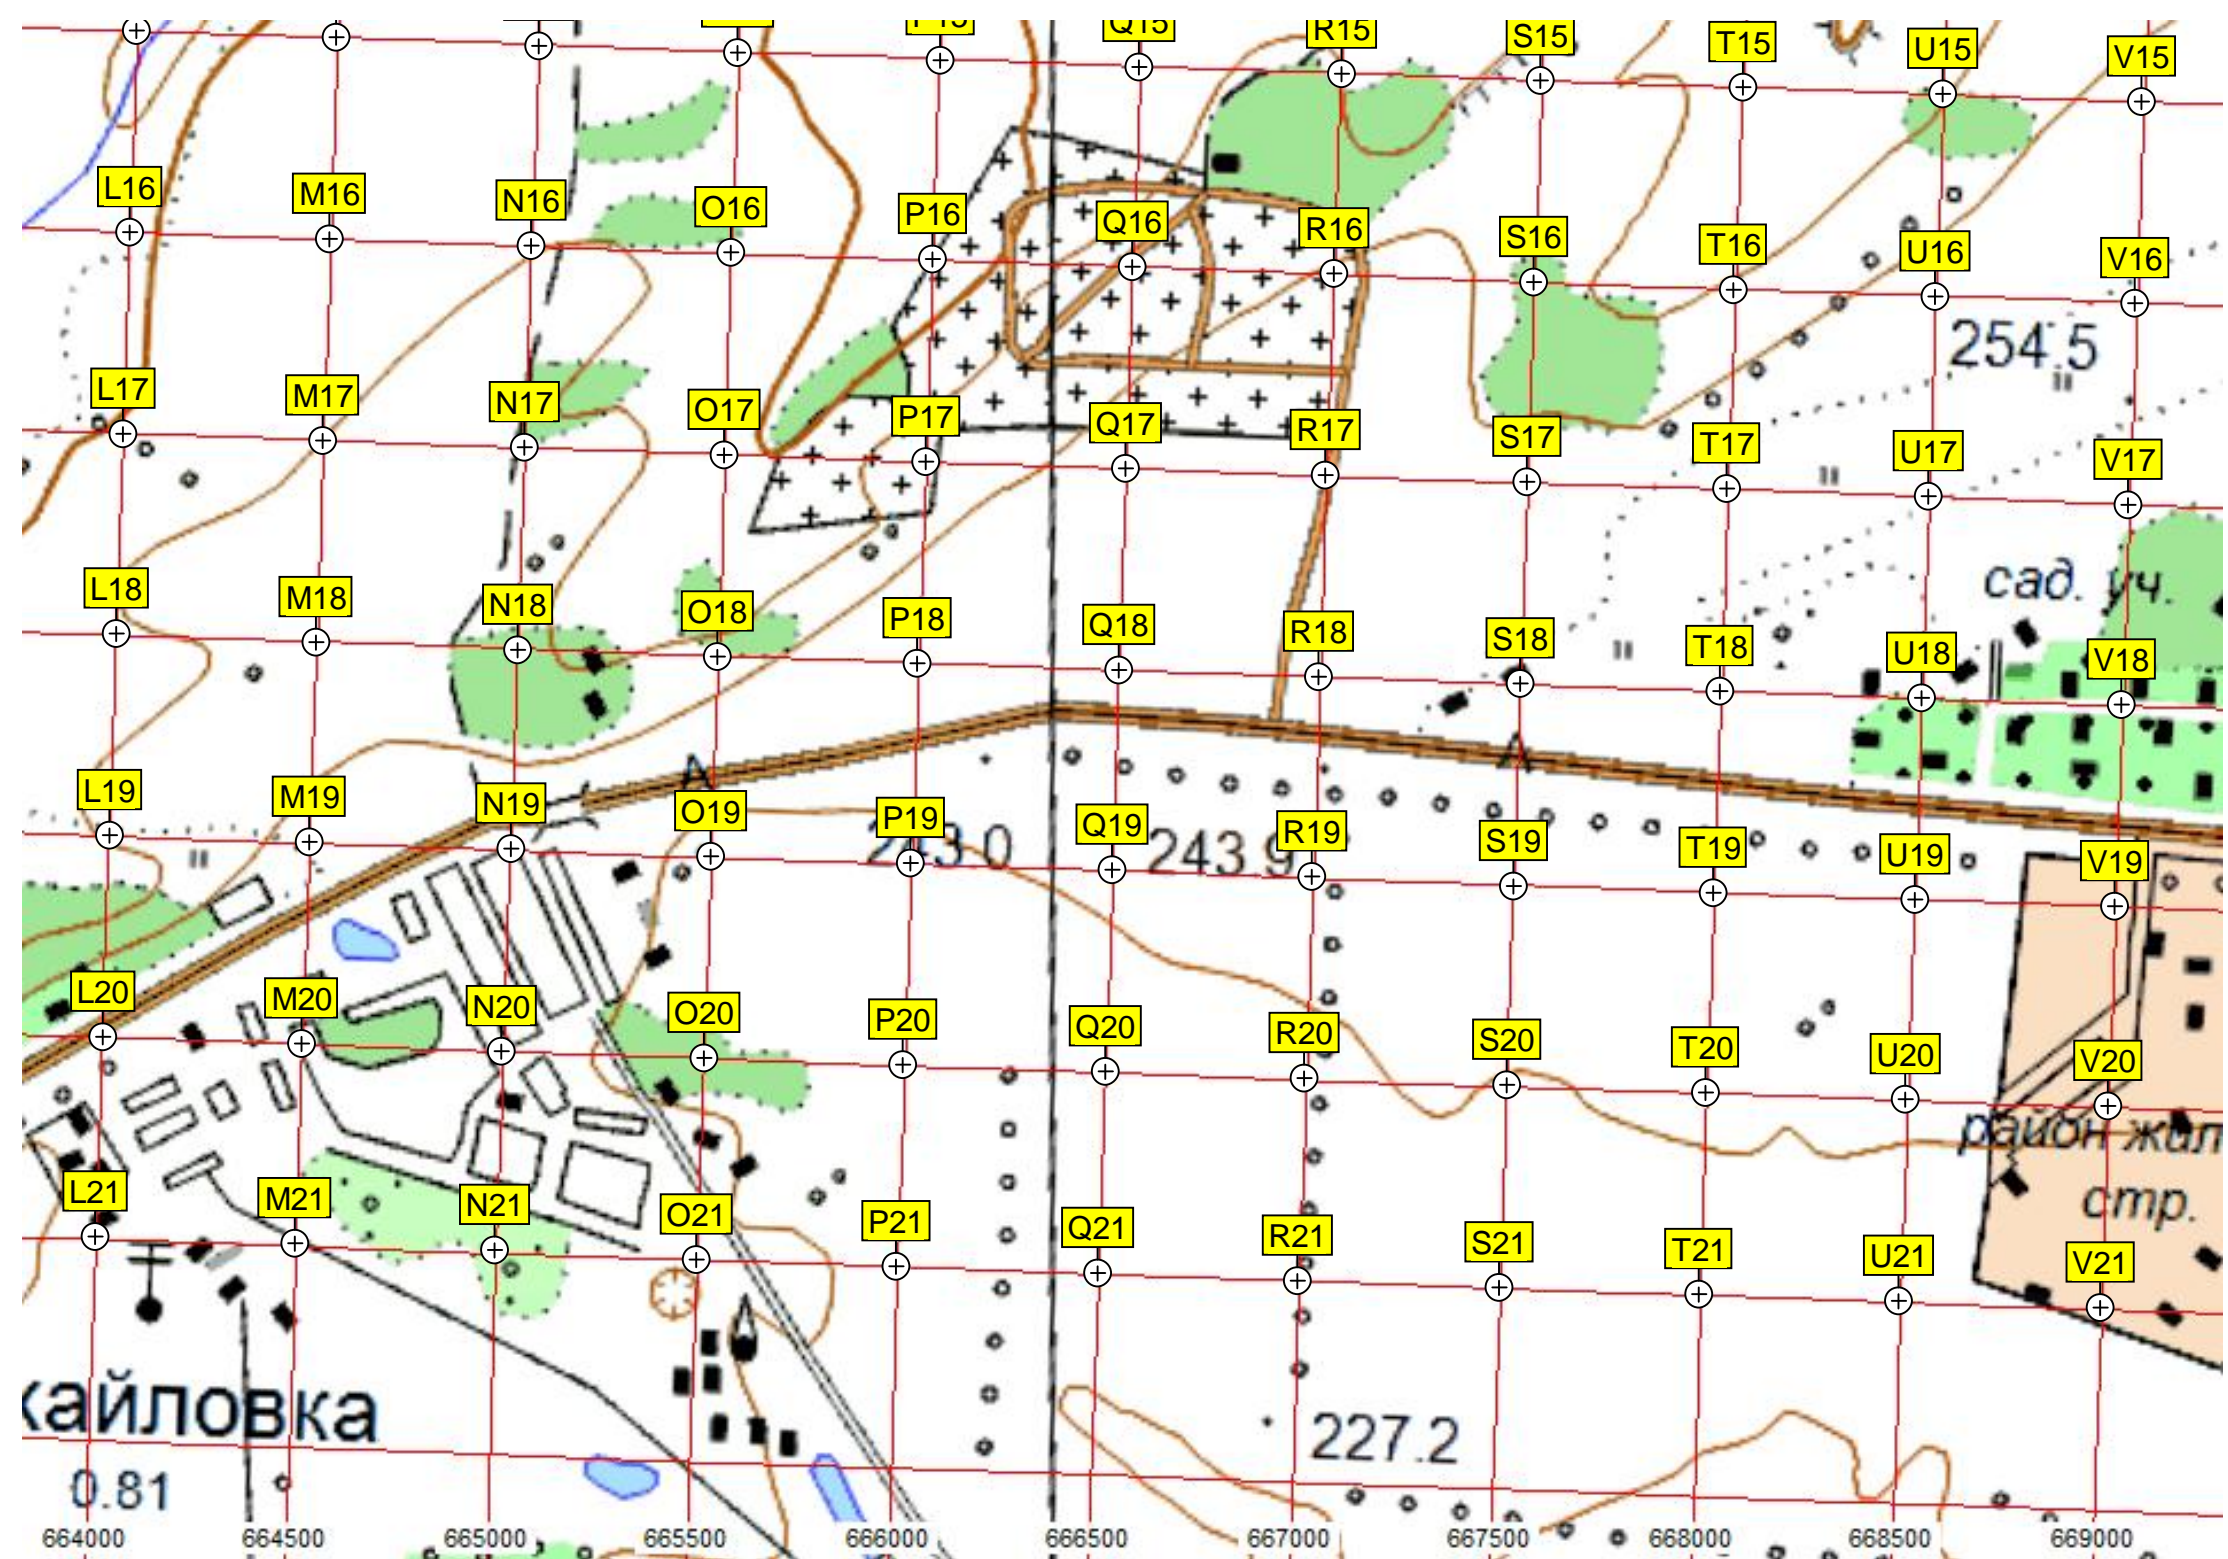 Q15 R15 S15 T15 U15 V15
L16 M16 N16 O16 P16 Q16 R16 S16 T16 U16 V16
254.5
L17 M17 N17 O17 P17 Q17 R17 S17 T17 U17 V17
сад. уч.
L18 M18 N18 O18 P18 Q18 R18 S18 T18 U18 V18
A A
L19 M19 N19 O19 P19 Q19 R19 S19 T19 U19 V19
243.0 243.9
L20 M20 N20 O20 P20 Q20 R20 S20 T20 U20 V20
район жил
стр.
L21 M21 N21 O21 P21 Q21 R21 S21 T21 U21 V21
хайловка
227.2
0.81
664000 664500 665000 665500 666000 666500 667000 667500 668000 668500 669000